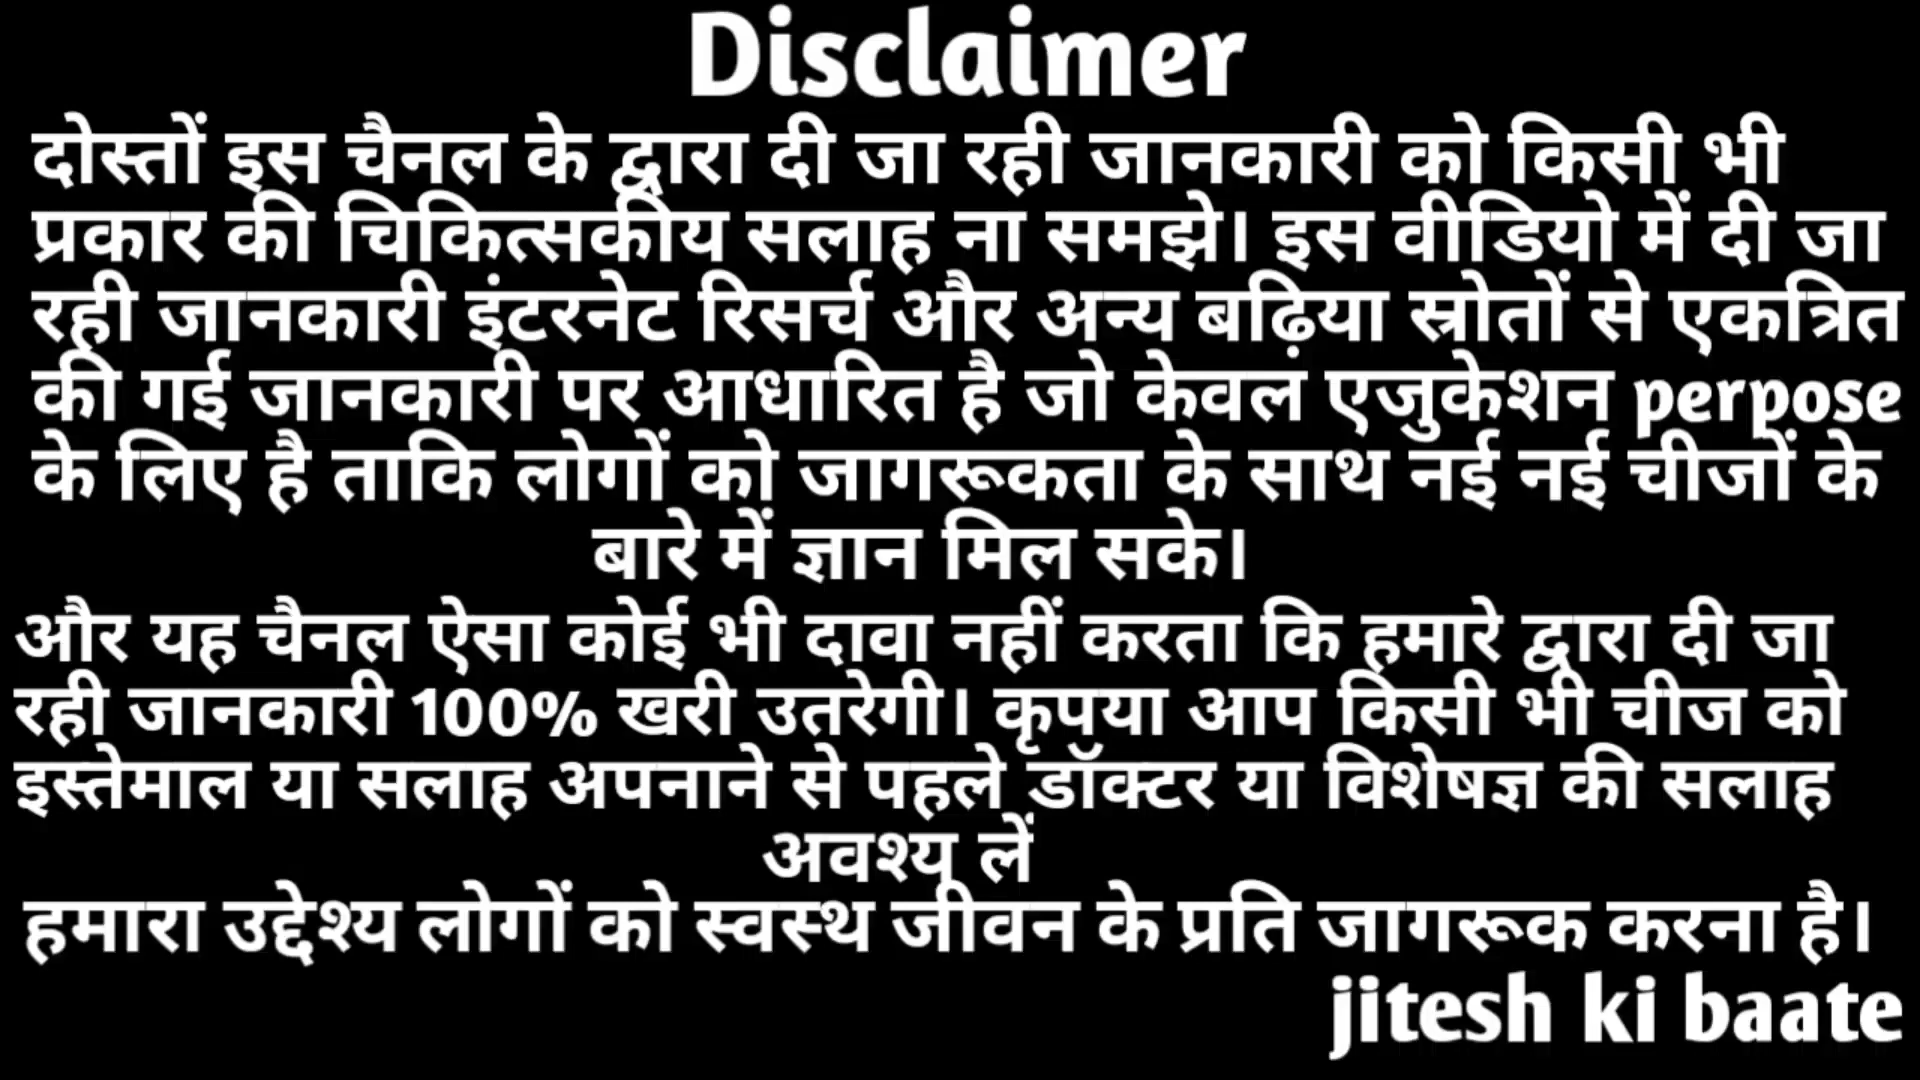 Disclaimer
दोस्तों इस चैनल के द्वारा दी जा रही जानकारी को किसी भी
प्रकार की चिकित्सकीय सलाह ना समझे। इस वीडियो में दी जा
रही जानकारी इंटरनेट रिसर्च और अन्य बढ़िया स्रोतों से एकत्रित
की गई जानकारी पर आधारित है जो केवल एजुकेशन perpose
के लिए है ताकि लोगों को जागरूकता के साथ नई नई चीजों के
बारे में ज्ञान मिल सके।
और यह चैनल ऐसा कोई भी दावा नहीं करता कि हमारे द्वारा दी जा
रही जानकारी 100% खरी उतरेगी। कृपया आप किसी भी चीज को
इस्तेमाल या सलाह अपनाने से पहले डॉक्टर या विशेषज्ञ की सलाह
अवश्य लें
हमारा उद्देश्य लोगों को स्वस्थ जीवन के प्रति जागरूक करना है।
jitesh ki baate